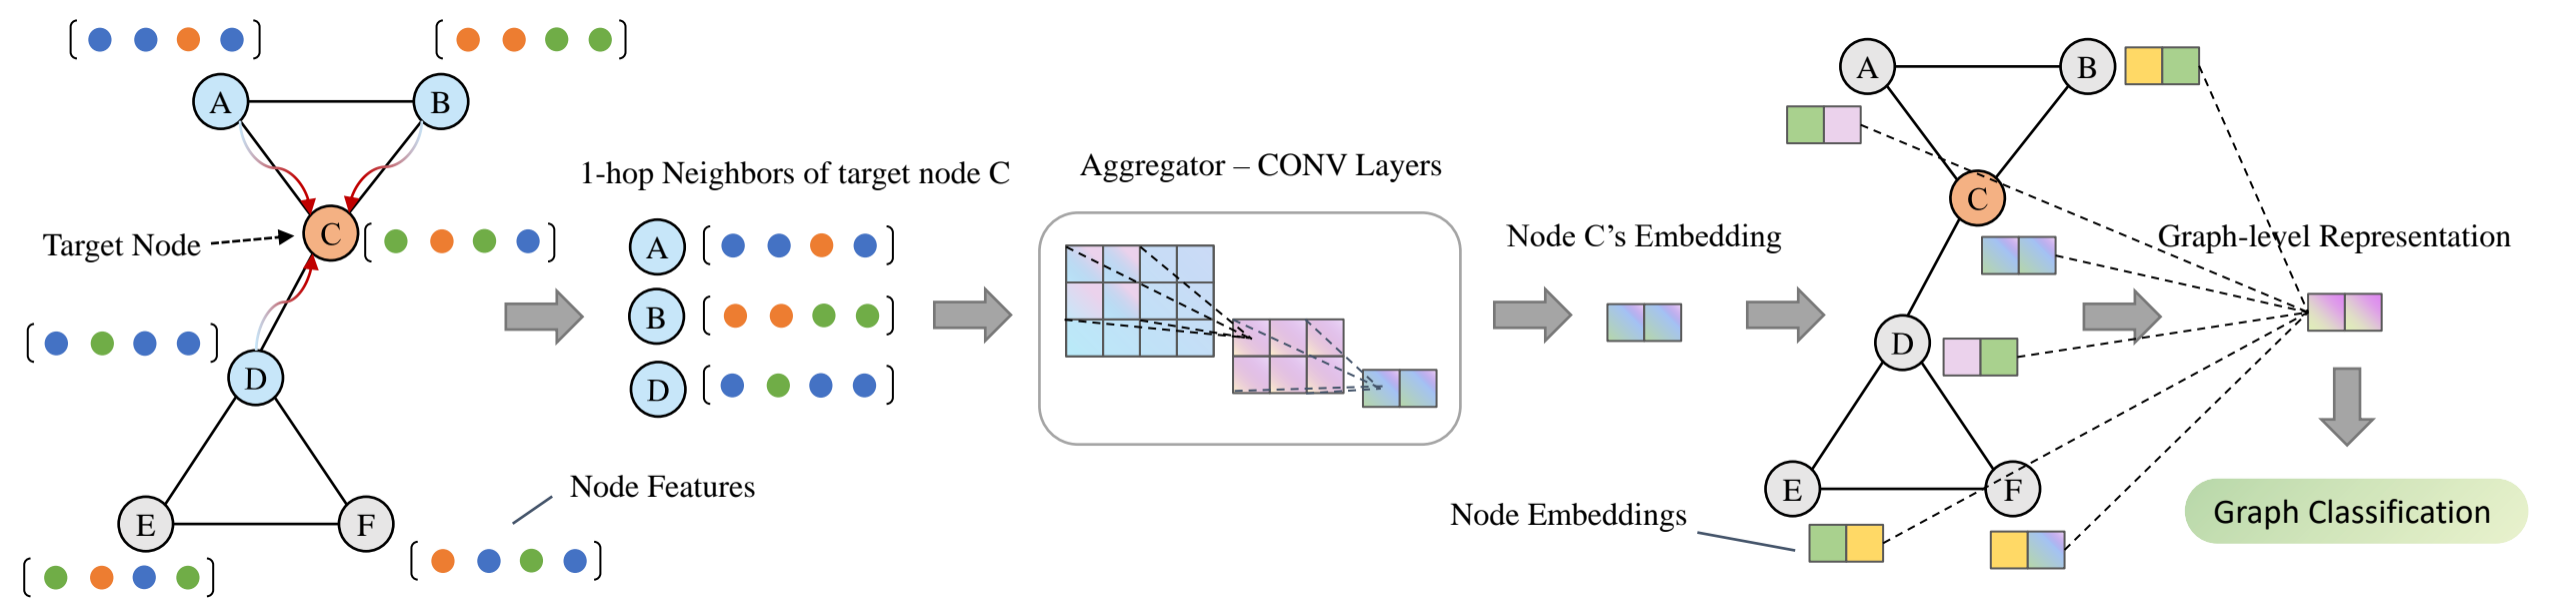 A
B
C
Target Node
D
E
F
Node Features
1-hop Neighbors of target node C
A
B
D
Aggregator – CONV Layers
Node C’s Embedding
A
B
C
D
E
F
Node Embeddings
Graph-level Representation
Graph Classification